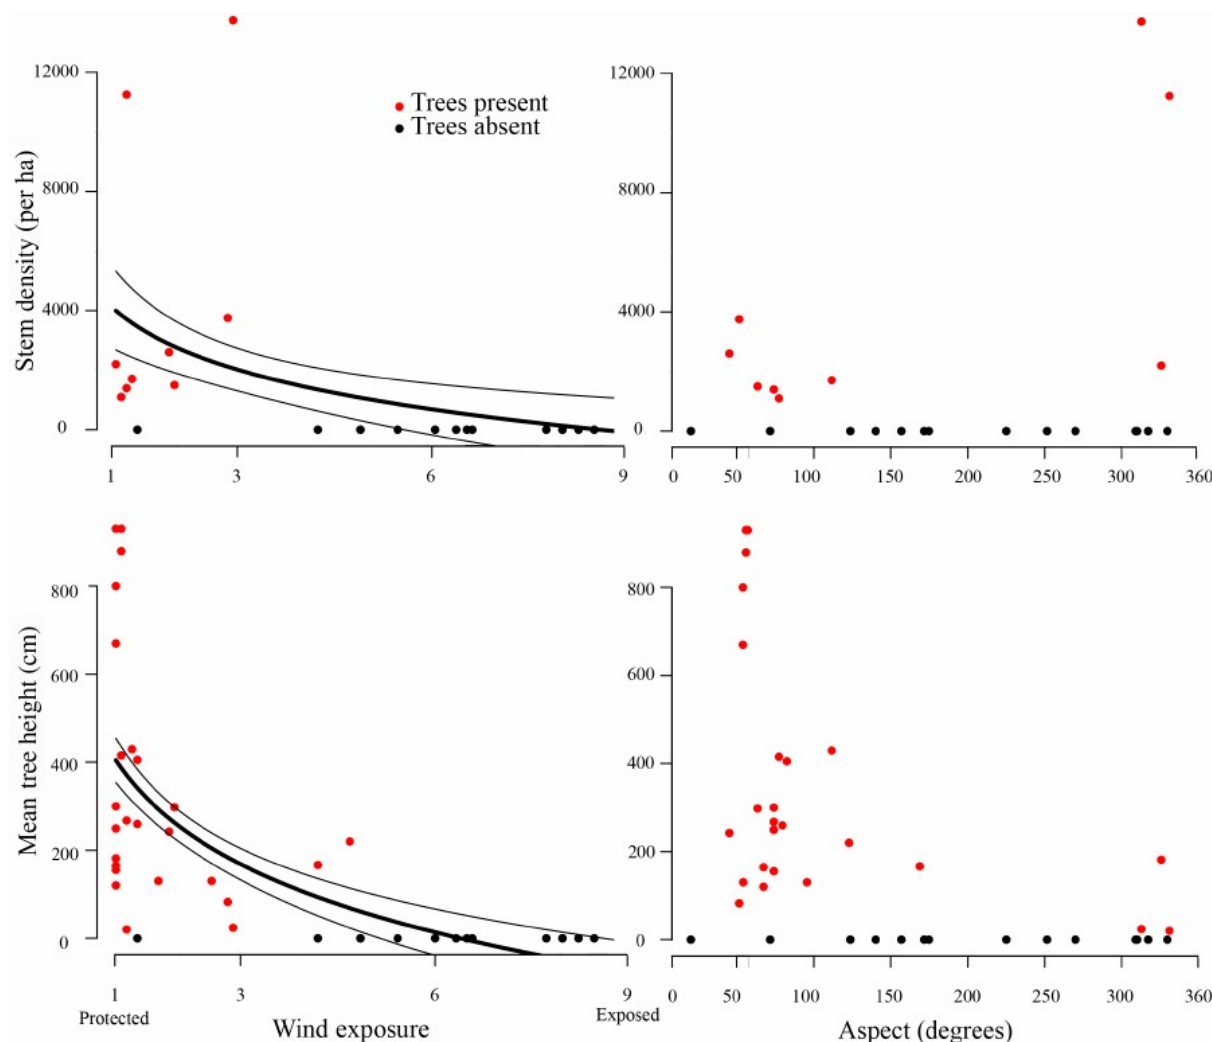 12000
8000
4000
0
Stem density (per ha)
Trees present
Trees absent
1 3 6 9
12000
8000
4000
0
0 50 100 150 200 250 300 360
800
600
400
200
0
Mean tree height (cm)
1 3 6 9
Protected Exposed
Wind exposure
800
600
400
200
0
0 50 100 150 200 250 300 360
Aspect (degrees)